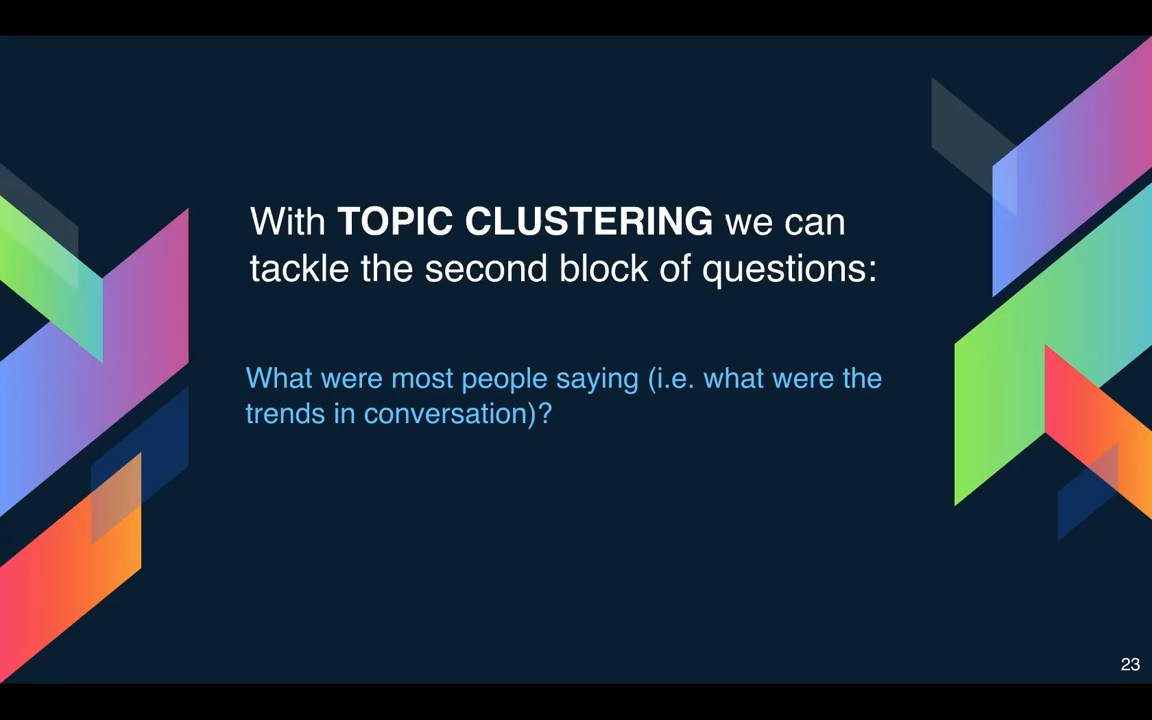 With TOPIC CLUSTERING we can
tackle the second block of questions:
What were most people saying (i.e. what were the
trends in conversation)?
23